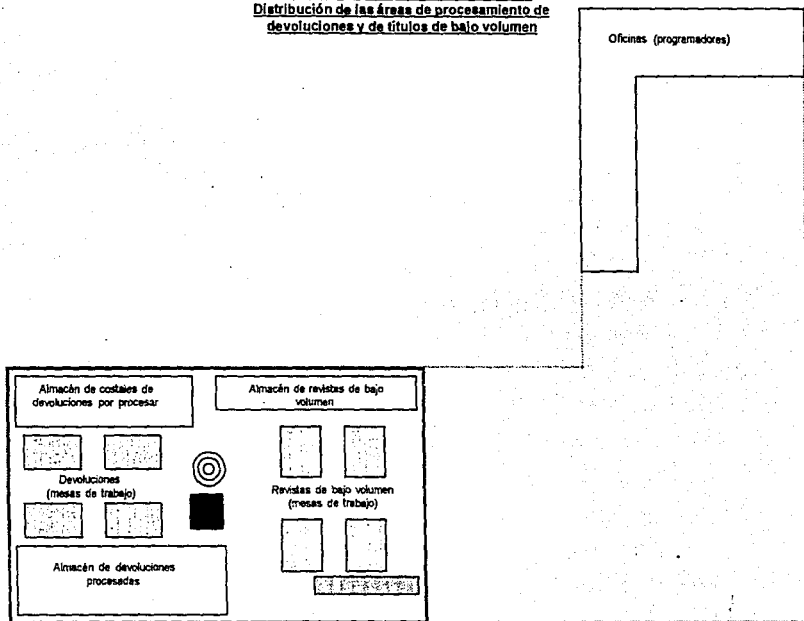 Distribución de las áreas de procesamiento de
devoluciones y de títulos de bajo volumen
Oficinas (programadores)
Almacén de costales de
devoluciones por procesar
Almacén de revistas de bajo
volumen
Devoluciones
(mesas de trabajo)
Revistas de bajo volumen
(mesas de trabajo)
Almacén de devoluciones
procesadas